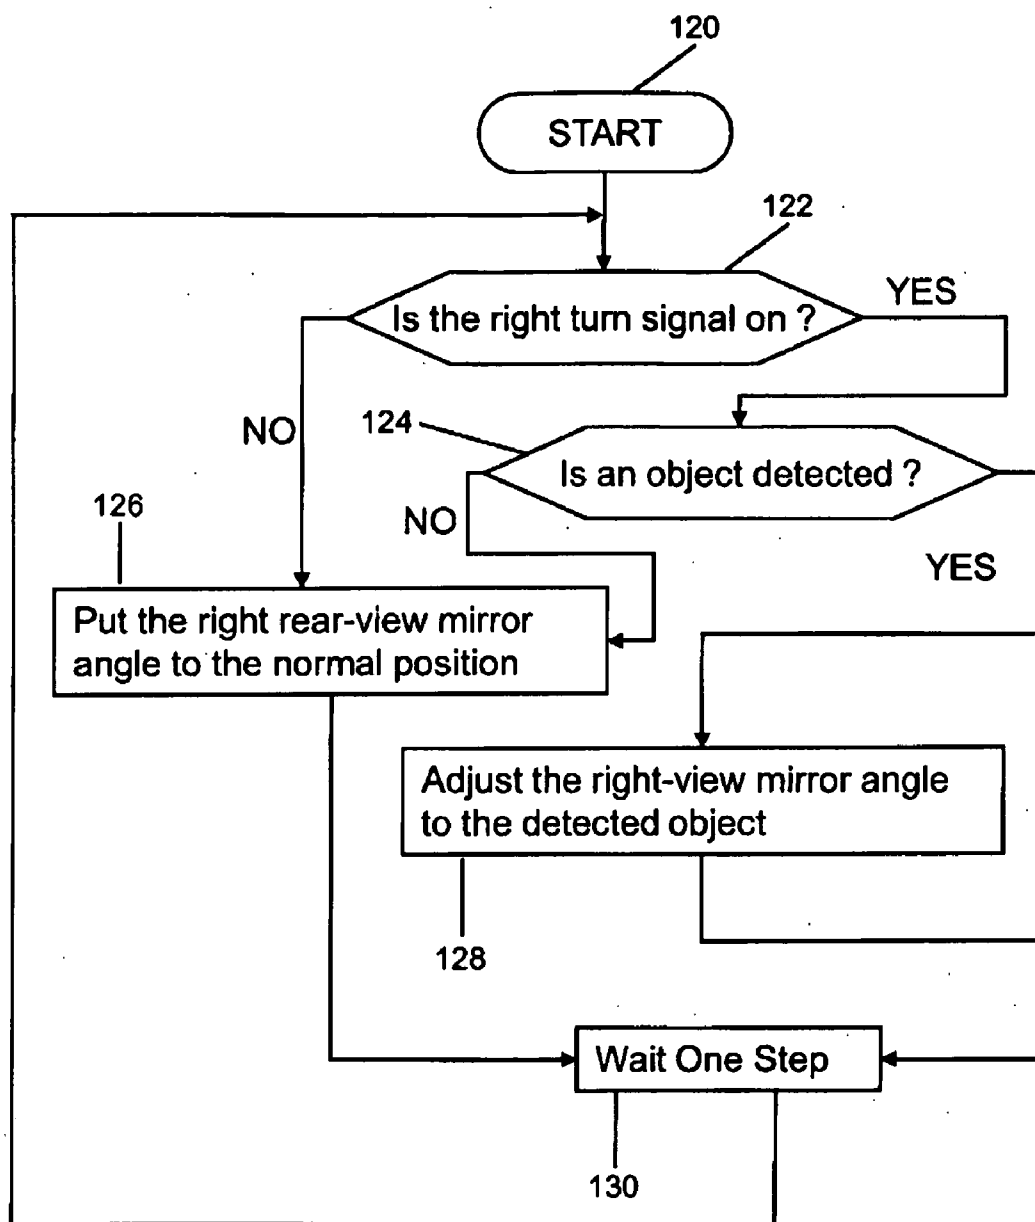 120
START
122
Is the right turn signal on ?
YES
NO
124
Is an object detected ?
126
NO
YES
Put the right rear-view mirror
angle to the normal position
Adjust the right-view mirror angle
to the detected object
128
Wait One Step
130